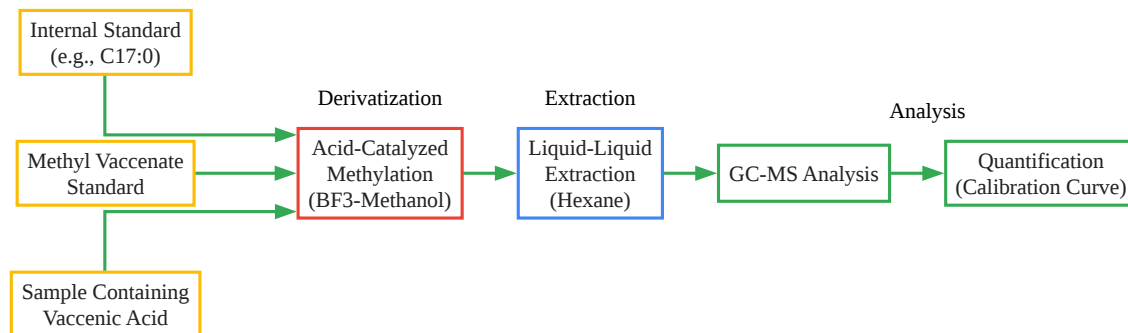 Internal Standard
(e.g., C17:0)
Derivatization
Extraction
Analysis
Methyl Vaccenate
Standard
Acid-Catalyzed
Methylation
(BF3-Methanol)
Liquid-Liquid
Extraction
(Hexane)
GC-MS Analysis
Quantification
(Calibration Curve)
Sample Containing
Vaccenic Acid